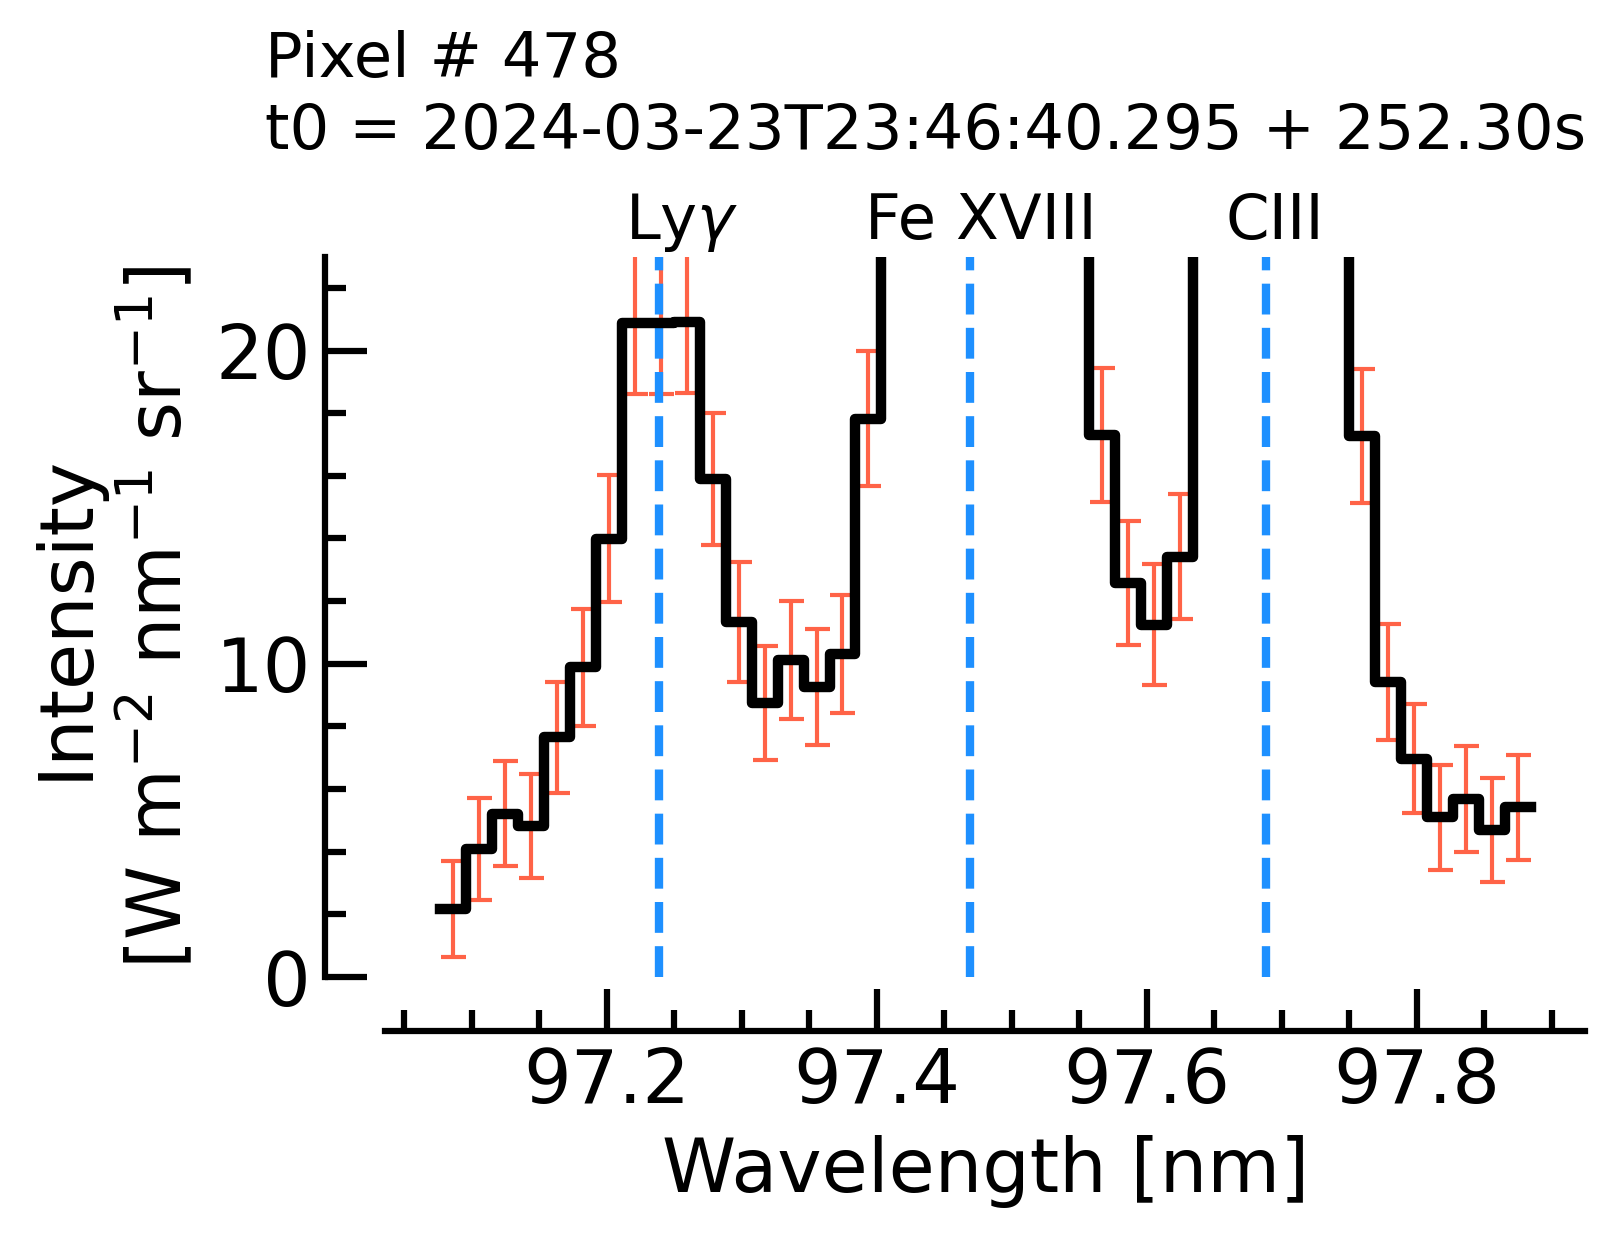 Pixel # 478
t0 = 2024-03-23T23:46:40.295 + 252.30s
Lyγ Fe XVIII CIII
Intensity
[W m⁻² nm⁻¹ sr⁻¹]
20
10
0
97.2 97.4 97.6 97.8
Wavelength [nm]